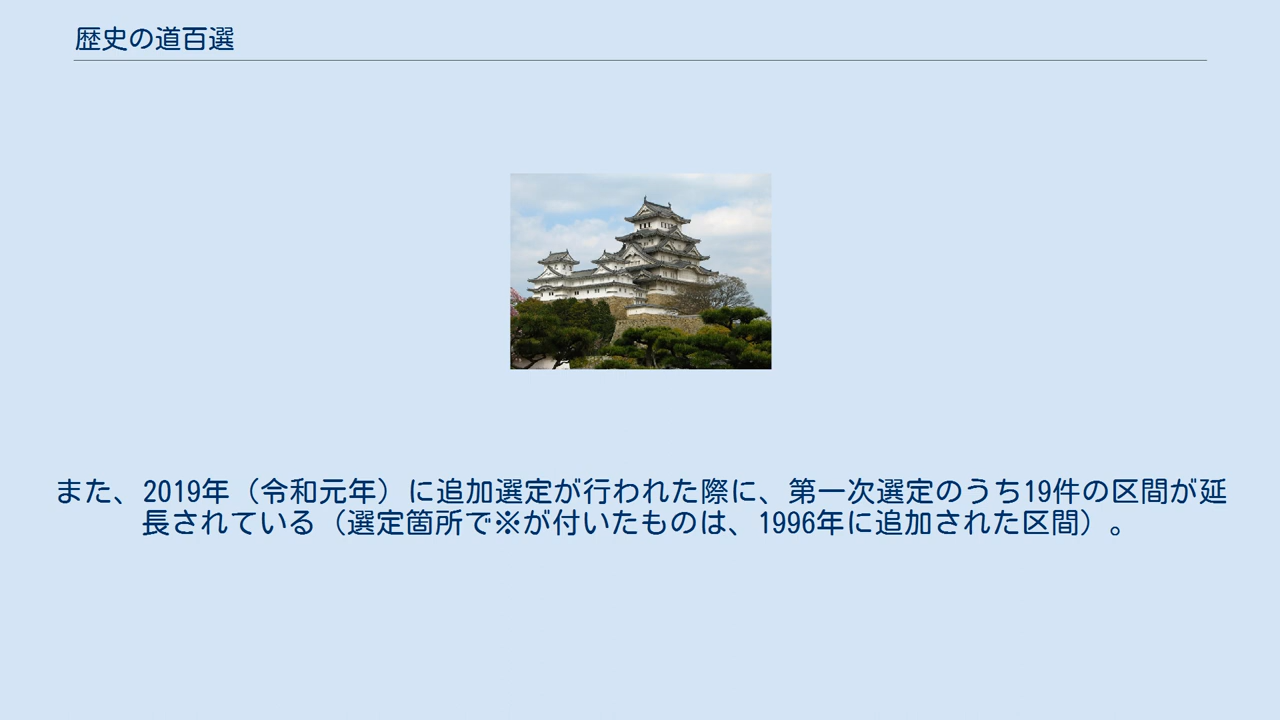 歴史の道百選
また、2019年（令和元年）に追加選定が行われた際に、第一次選定のうち19件の区間が延
長されている（選定箇所で※が付いたものは、1996年に追加された区間）。